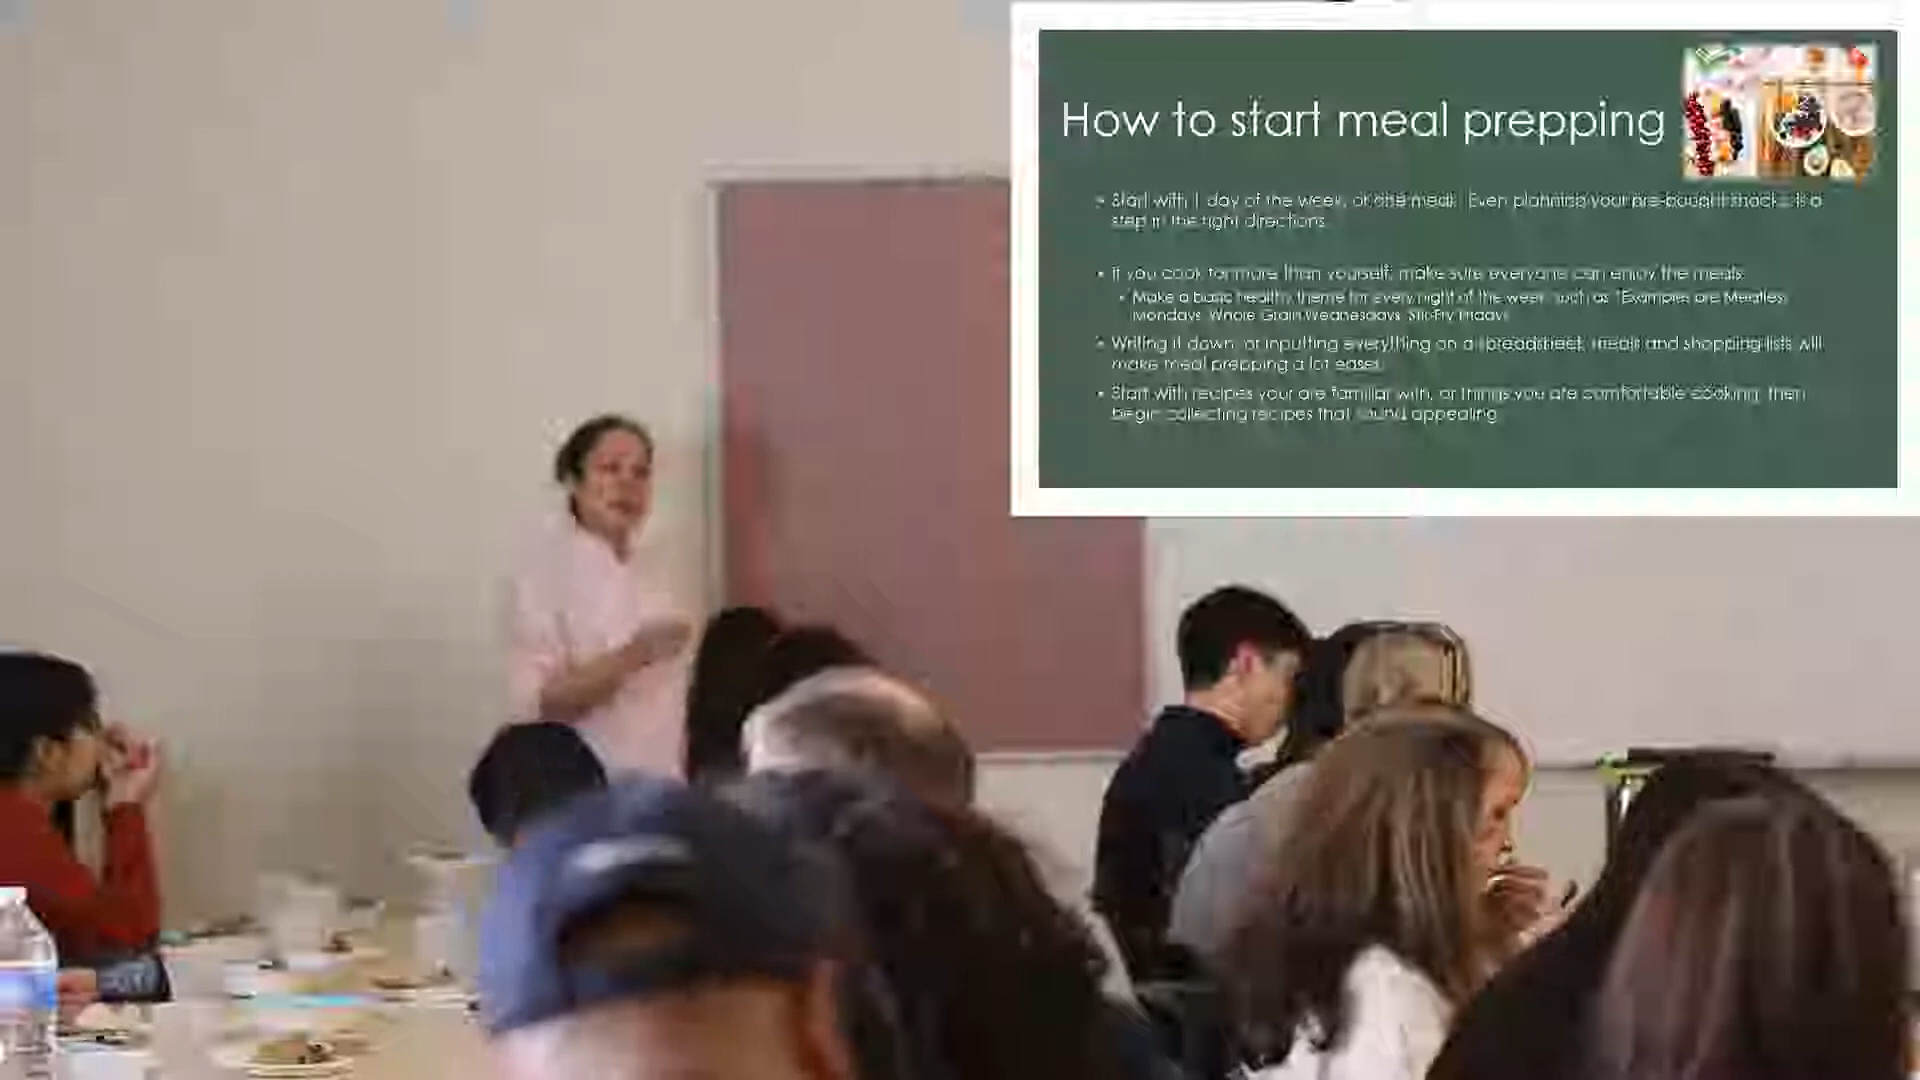 How to start meal prepping
• Start with 1 day of the week, or one meal. Even planning your pre-bought snacks is a
step in the right directions.
• If you cook for more than yourself, make sure everyone can enjoy the meals.
• Make a basic healthy theme for every night of the week such as "Examples are Meatless
Mondays, Whole Grain Wednesdays, Stir-Fry Fridays
• Writing it down, or inputting everything on a spreadsheet, meals and shopping lists will
make meal prepping a lot easier.
• Start with recipes your are familiar with, or things you are comfortable cooking, then
begin collecting recipes that sound appealing.